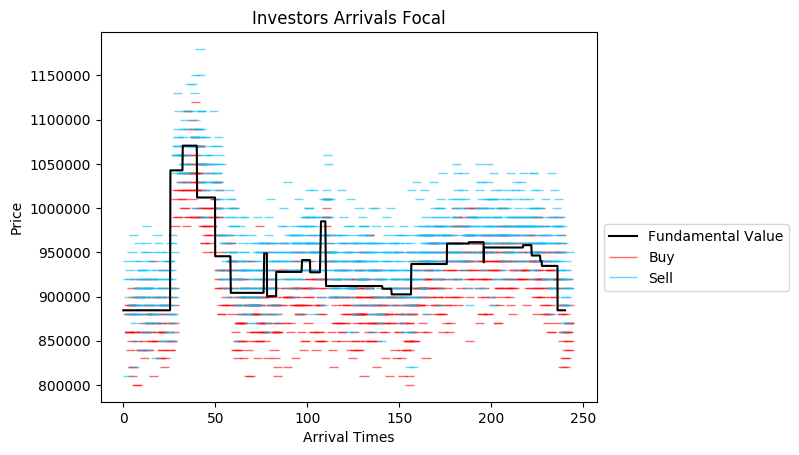 Investors Arrivals Focal
Price
1150000
1100000
1050000
1000000
950000
900000
850000
800000
0 50 100 150 200 250
Arrival Times
Fundamental Value
Buy
Sell